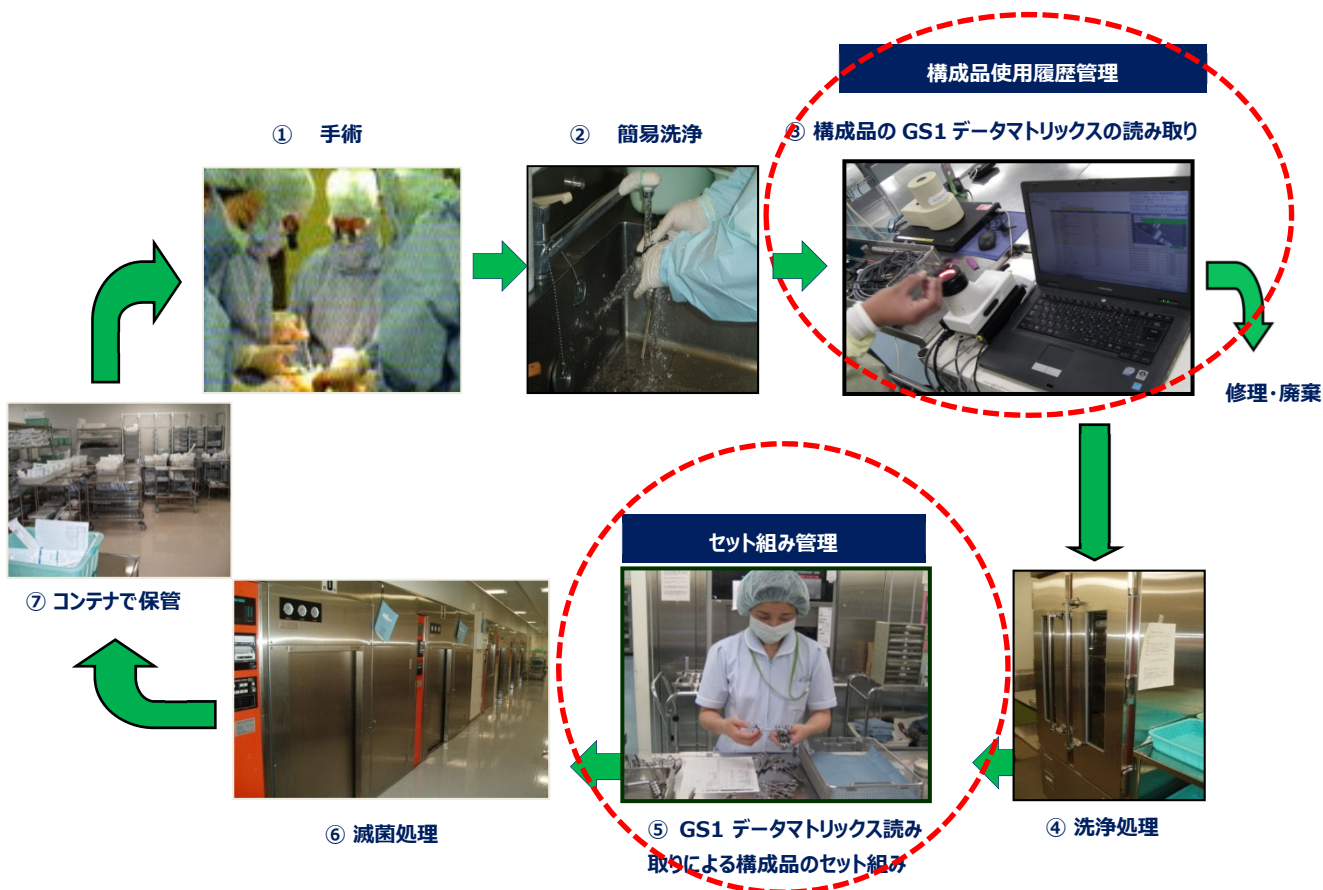 構成品使用履歴管理
① 手術
② 簡易洗浄
③ 構成品の GS1 データマトリックスの読み取り
修理・廃棄
セット組み管理
④ 洗浄処理
⑤ GS1 データマトリックス読み
取りによる構成品のセット組み
⑥ 滅菌処理
⑦ コンテナで保管